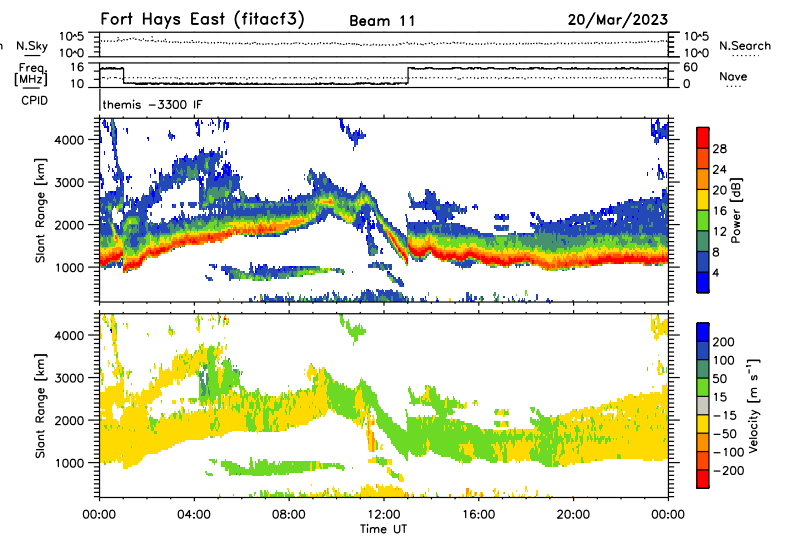 Fort Hays East (fitacf3) Beam 11 20/Mar/2023
n N.Sky 10^5 10^0 10^5 10^0 N.Search
Freq. [MHz] 16 10 60 0 Nave
CPID themis -3300 IF
Slant Range [km] 4000 3000 2000 1000
28 24 20 16 12 8 4 Power [dB]
Slant Range [km] 4000 3000 2000 1000
200 100 50 15 -15 -50 -100 -200 Velocity [m s⁻¹]
00:00 04:00 08:00 12:00 16:00 20:00 00:00
Time UT